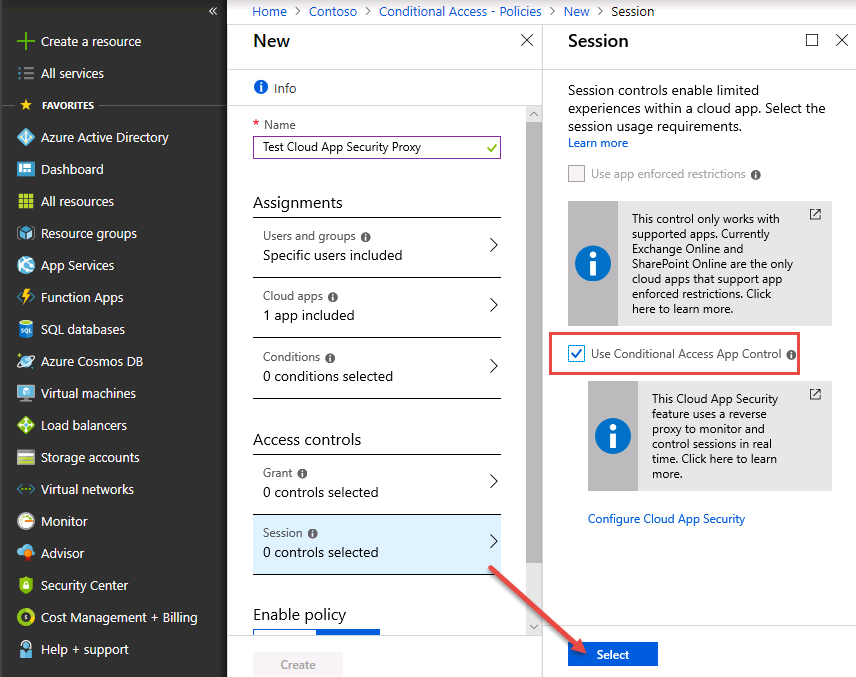 «
Create a resource
All services
FAVORITES
Azure Active Directory
Dashboard
All resources
Resource groups
App Services
Function Apps
SQL databases
Azure Cosmos DB
Virtual machines
Load balancers
Storage accounts
Virtual networks
Monitor
Advisor
Security Center
Cost Management + Billing
Help + support
Home > Contoso > Conditional Access - Policies > New > Session
New
Info
* Name
Test Cloud App Security Proxy
Assignments
Users and groups
Specific users included
Cloud apps
1 app included
Conditions
0 conditions selected
Access controls
Grant
0 controls selected
Session
0 controls selected
Enable policy
Create
Session
Session controls enable limited
experiences within a cloud app. Select the
session usage requirements.
Learn more
Use app enforced restrictions
This control only works with
supported apps. Currently
Exchange Online and
SharePoint Online are the only
cloud apps that support app
enforced restrictions. Click
here to learn more.
Use Conditional Access App Control
This Cloud App Security
feature uses a reverse
proxy to monitor and
control sessions in real
time. Click here to learn
more.
Configure Cloud App Security
Select